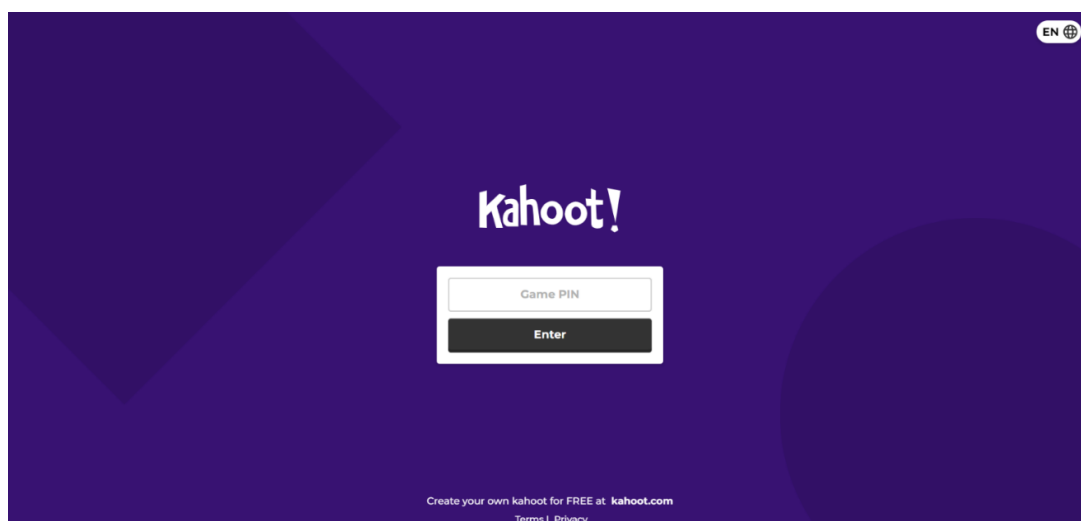 EN
Kahoot!
Game PIN
Enter
Create your own kahoot for FREE at kahoot.com
Terms | Privacy